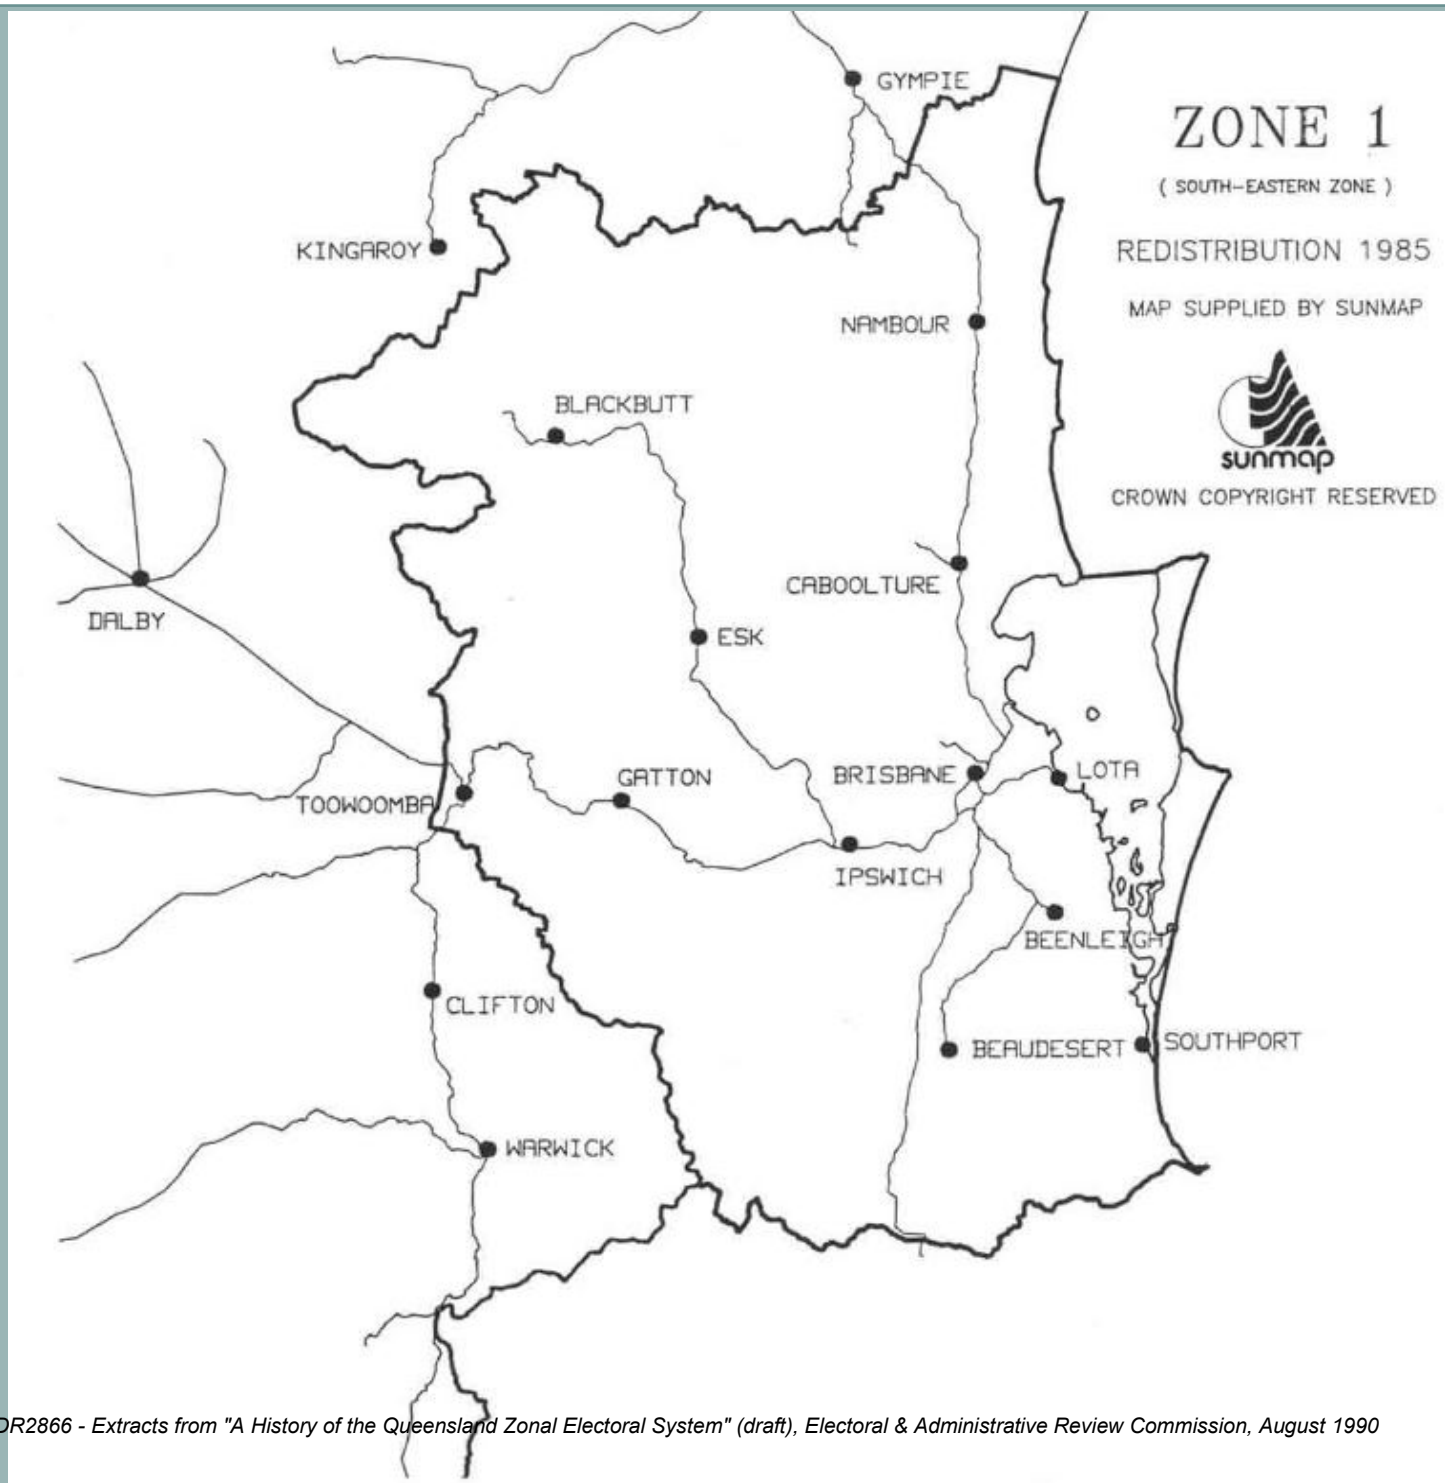 GYMPIE
ZONE 1
( SOUTH-EASTERN ZONE )
KINGAROY
REDISTRIBUTION 1985
MAP SUPPLIED BY SUNMAP
NAMBOUR
BLACKBUTT
sunmap
CROWN COPYRIGHT RESERVED
CABOOLTURE
DALBY
ESK
LOTA
BRISBANE
GATTON
TOOWOOMBA
IPSWICH
BEENLEIGH
CLIFTON
BEAUDESERT
SOUTHPORT
WARWICK
DR2866 - Extracts from "A History of the Queensland Zonal Electoral System" (draft), Electoral & Administrative Review Commission, August 1990